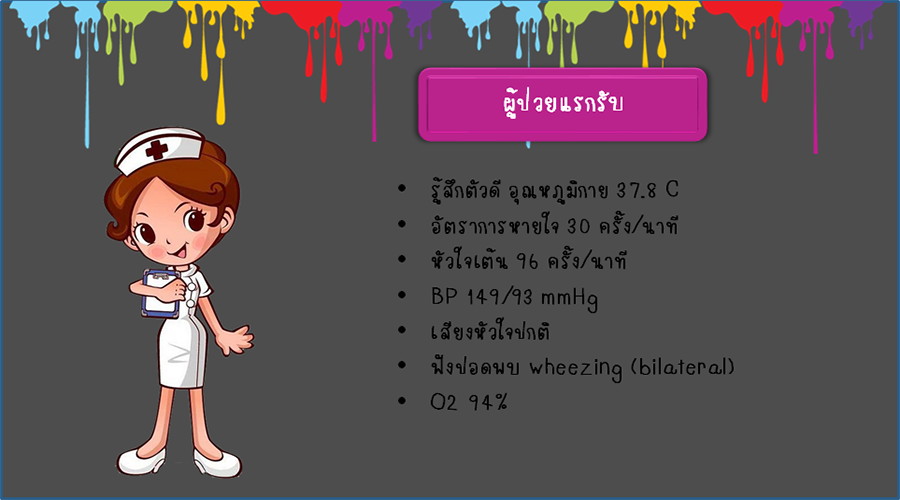 ผู้ป่วยแรกรับ
• รู้สึกตัวดี อุณหภูมิกาย 37.8 C
• อัตราการหายใจ 30 ครั้ง/นาที
• หัวใจเต้น 96 ครั้ง/นาที
• BP 149/93 mmHg
• เสียงหัวใจปกติ
• ฟังปอดพบ wheezing (bilateral)
• O2 94%